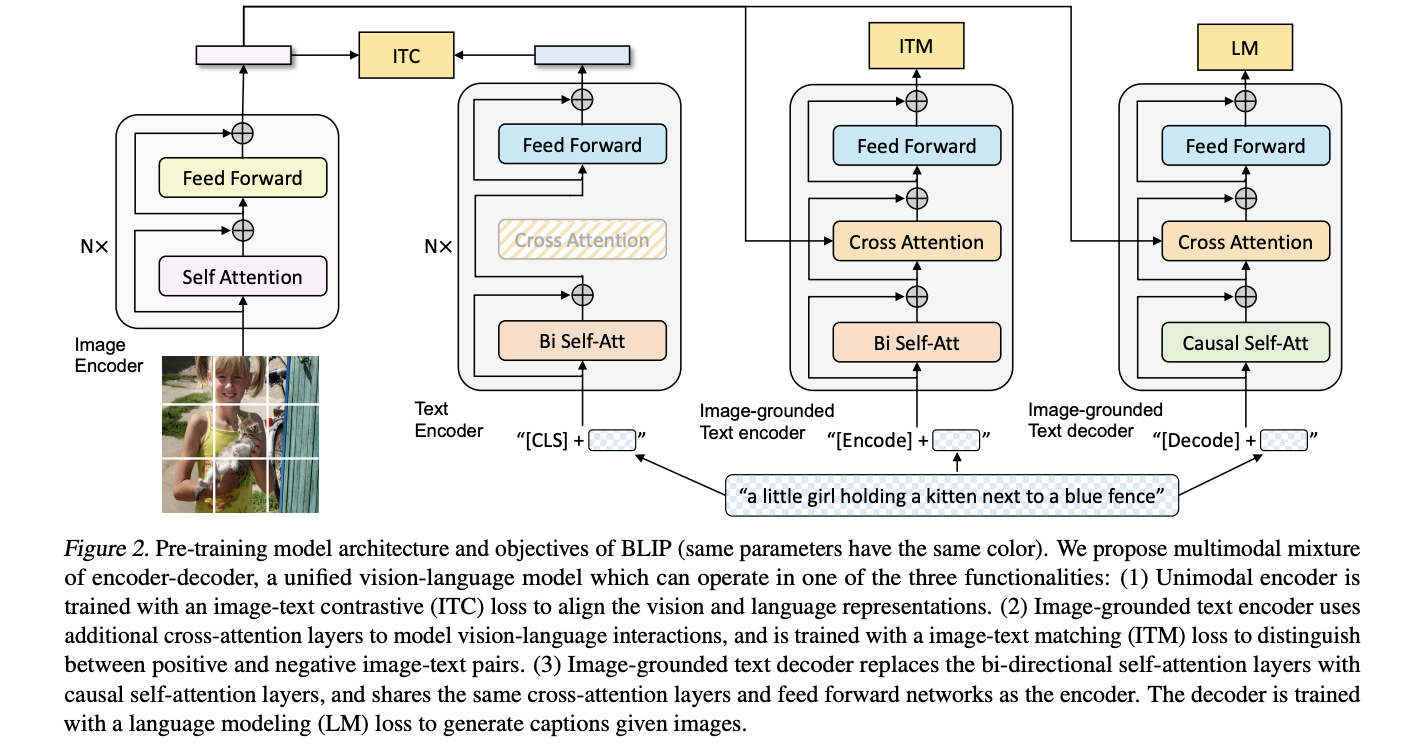 ITC
ITM
LM
Feed Forward
Self Attention
N×
Image
Encoder
Feed Forward
Cross Attention
Bi Self-Att
N×
Text
Encoder
“[CLS] + ”
Feed Forward
Cross Attention
Bi Self-Att
Image-grounded
Text encoder
“[Encode] + ”
Feed Forward
Cross Attention
Causal Self-Att
Image-grounded
Text decoder
“[Decode] + ”
“a little girl holding a kitten next to a blue fence”
Figure 2. Pre-training model architecture and objectives of BLIP (same parameters have the same color). We propose multimodal mixture
of encoder-decoder, a unified vision-language model which can operate in one of the three functionalities: (1) Unimodal encoder is
trained with an image-text contrastive (ITC) loss to align the vision and language representations. (2) Image-grounded text encoder uses
additional cross-attention layers to model vision-language interactions, and is trained with a image-text matching (ITM) loss to distinguish
between positive and negative image-text pairs. (3) Image-grounded text decoder replaces the bi-directional self-attention layers with
causal self-attention layers, and shares the same cross-attention layers and feed forward networks as the encoder. The decoder is trained
with a language modeling (LM) loss to generate captions given images.